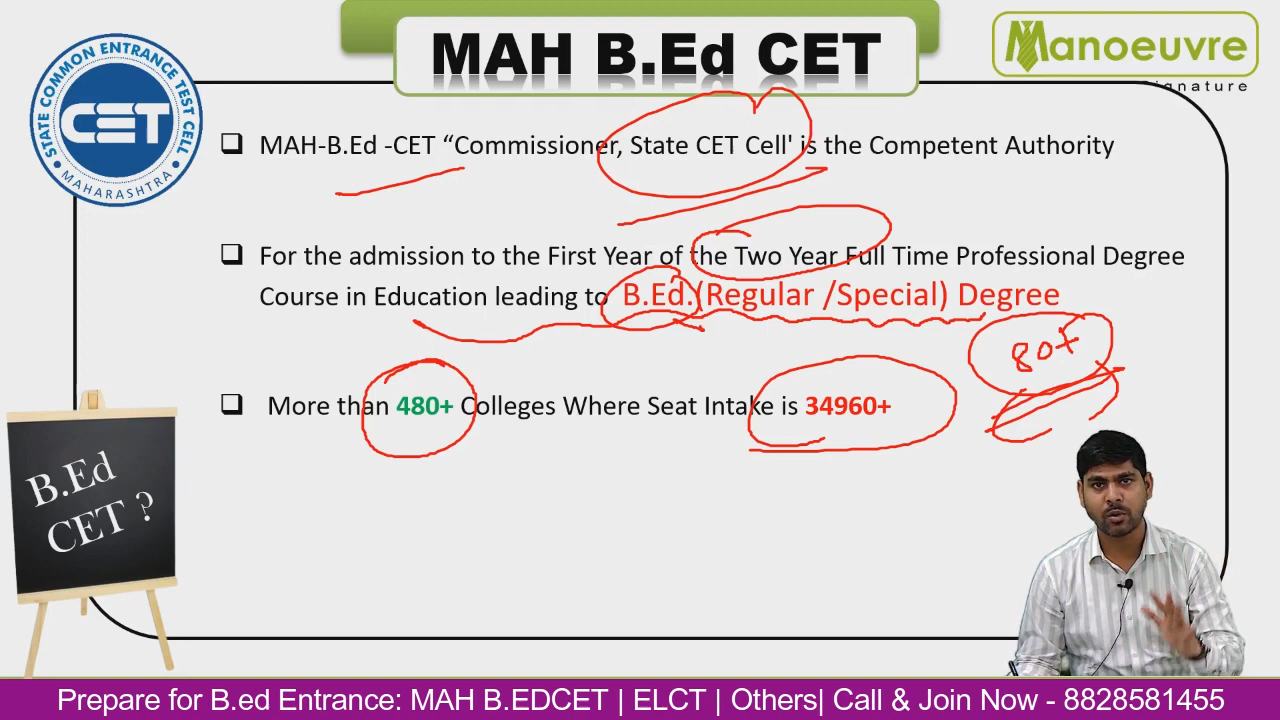 MAH B.Ed CET
STATE COMMON ENTRANCE TEST CELL
CET
MAHARASHTRA
Manoeuvre
ignature
MAH-B.Ed -CET “Commissioner, State CET Cell' is the Competent Authority
For the admission to the First Year of the Two Year Full Time Professional Degree
Course in Education leading to B.Ed.(Regular /Special) Degree
80+
More than 480+ Colleges Where Seat Intake is 34960+
B.Ed
CET ?
Prepare for B.ed Entrance: MAH B.EDCET | ELCT | Others| Call & Join Now - 8828581455